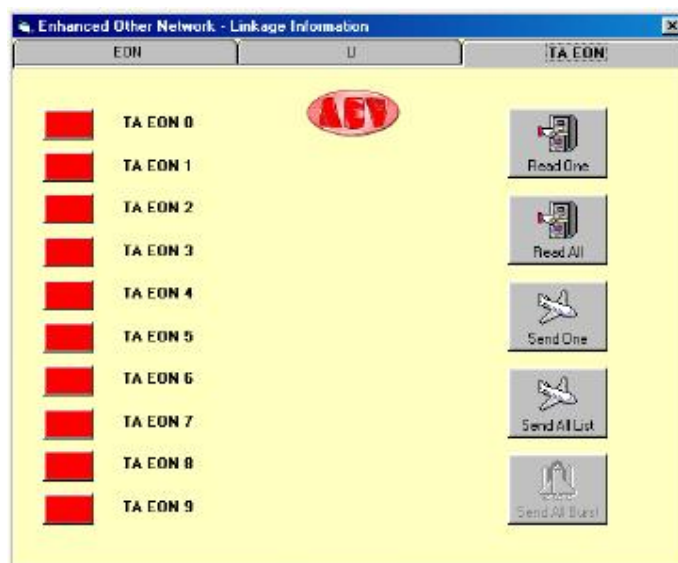 Enhanced Other Network - Linkage Information
EON
LI
TA EON
AEV
TA EON 0
TA EON 1
TA EON 2
TA EON 3
TA EON 4
TA EON 5
TA EON 6
TA EON 7
TA EON 8
TA EON 9
Read One
Read All
Send One
Send All List
Send All Burst